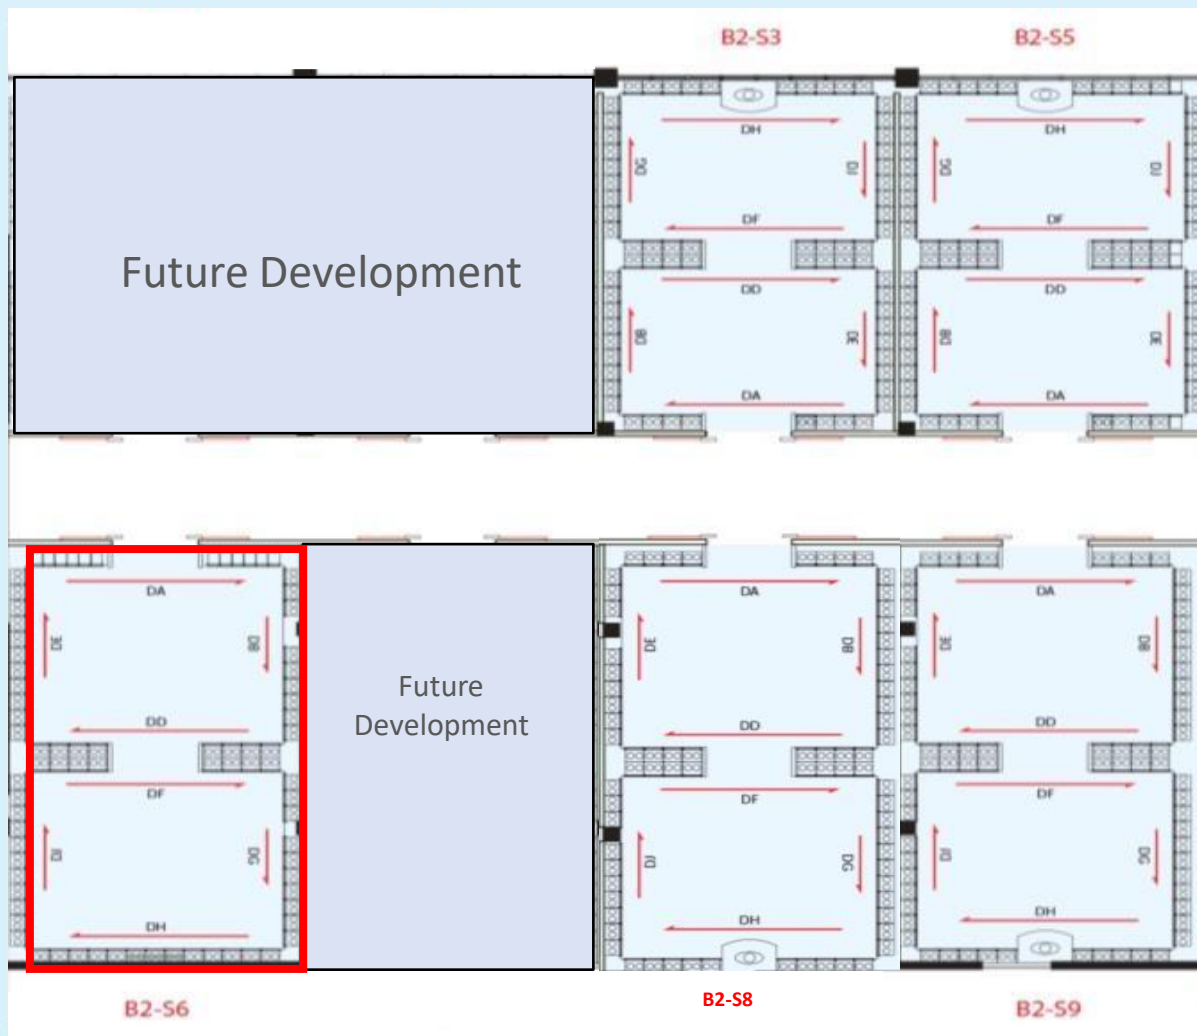 B2-S3
B2-S5
DH
DH
DG
DJ
DG
DJ
DF
DF
Future Development
DD
DD
DB
DE
DB
DE
DA
DA
DA
DA
DA
DE
DB
DE
DB
DE
DB
Future
Development
DD
DD
DD
DF
DF
DF
DJ
DG
DJ
DG
DJ
DG
DH
DH
DH
B2-S6
B2-S8
B2-S9